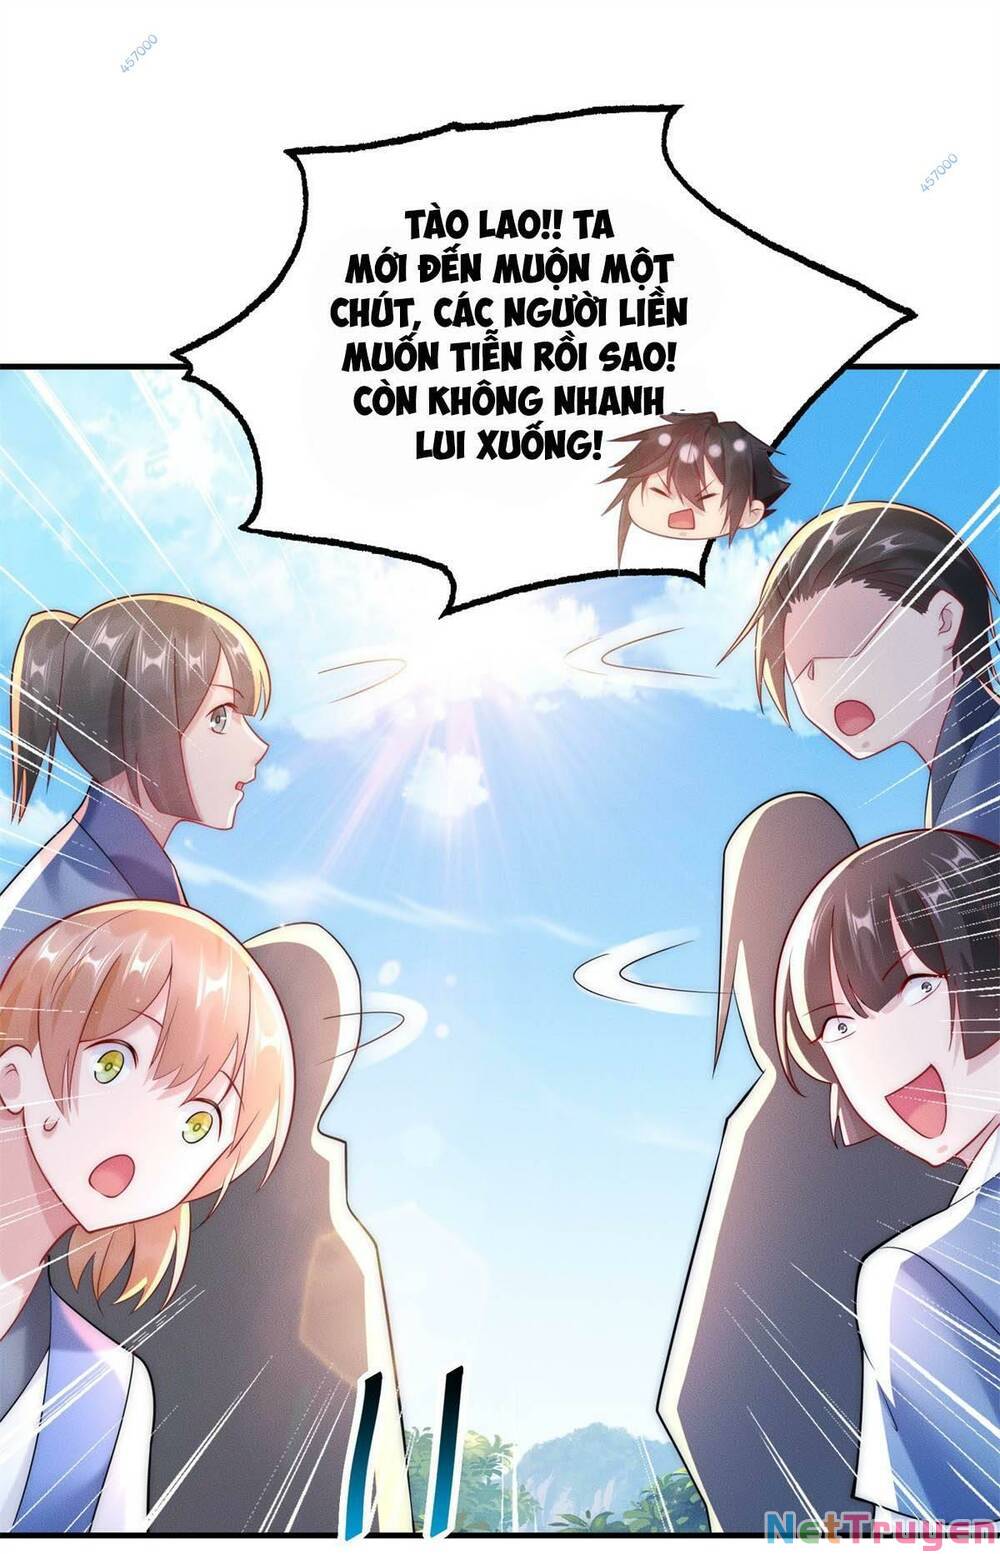 457000
457000
TÀO LAO!! TA
MỚI ĐẾN MUỘN MỘT
CHÚT, CÁC NGƯỜI LIỀN
MUỐN TIỄN RỒI SAO!
CÒN KHÔNG NHANH
LUI XUỐNG!
NetTruyen